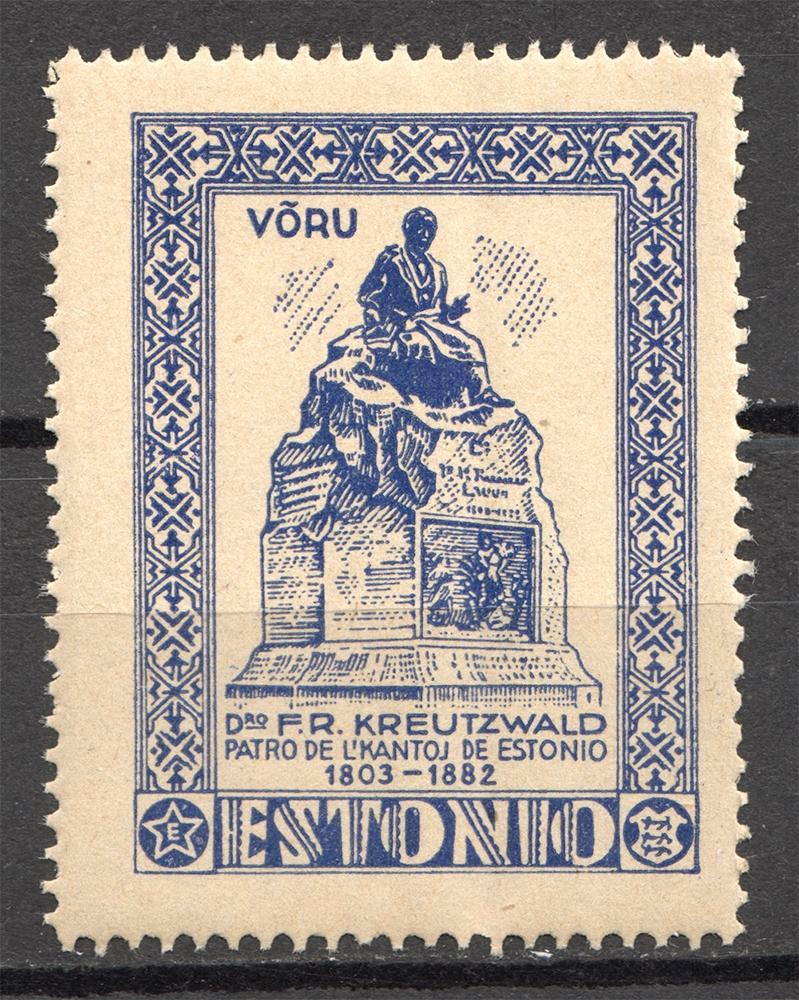 VÕRU
DRO F. R. KREUTZWALD
PATRO DE L'KANTOJ DE ESTONIO
1803 – 1882
E ESTONIO